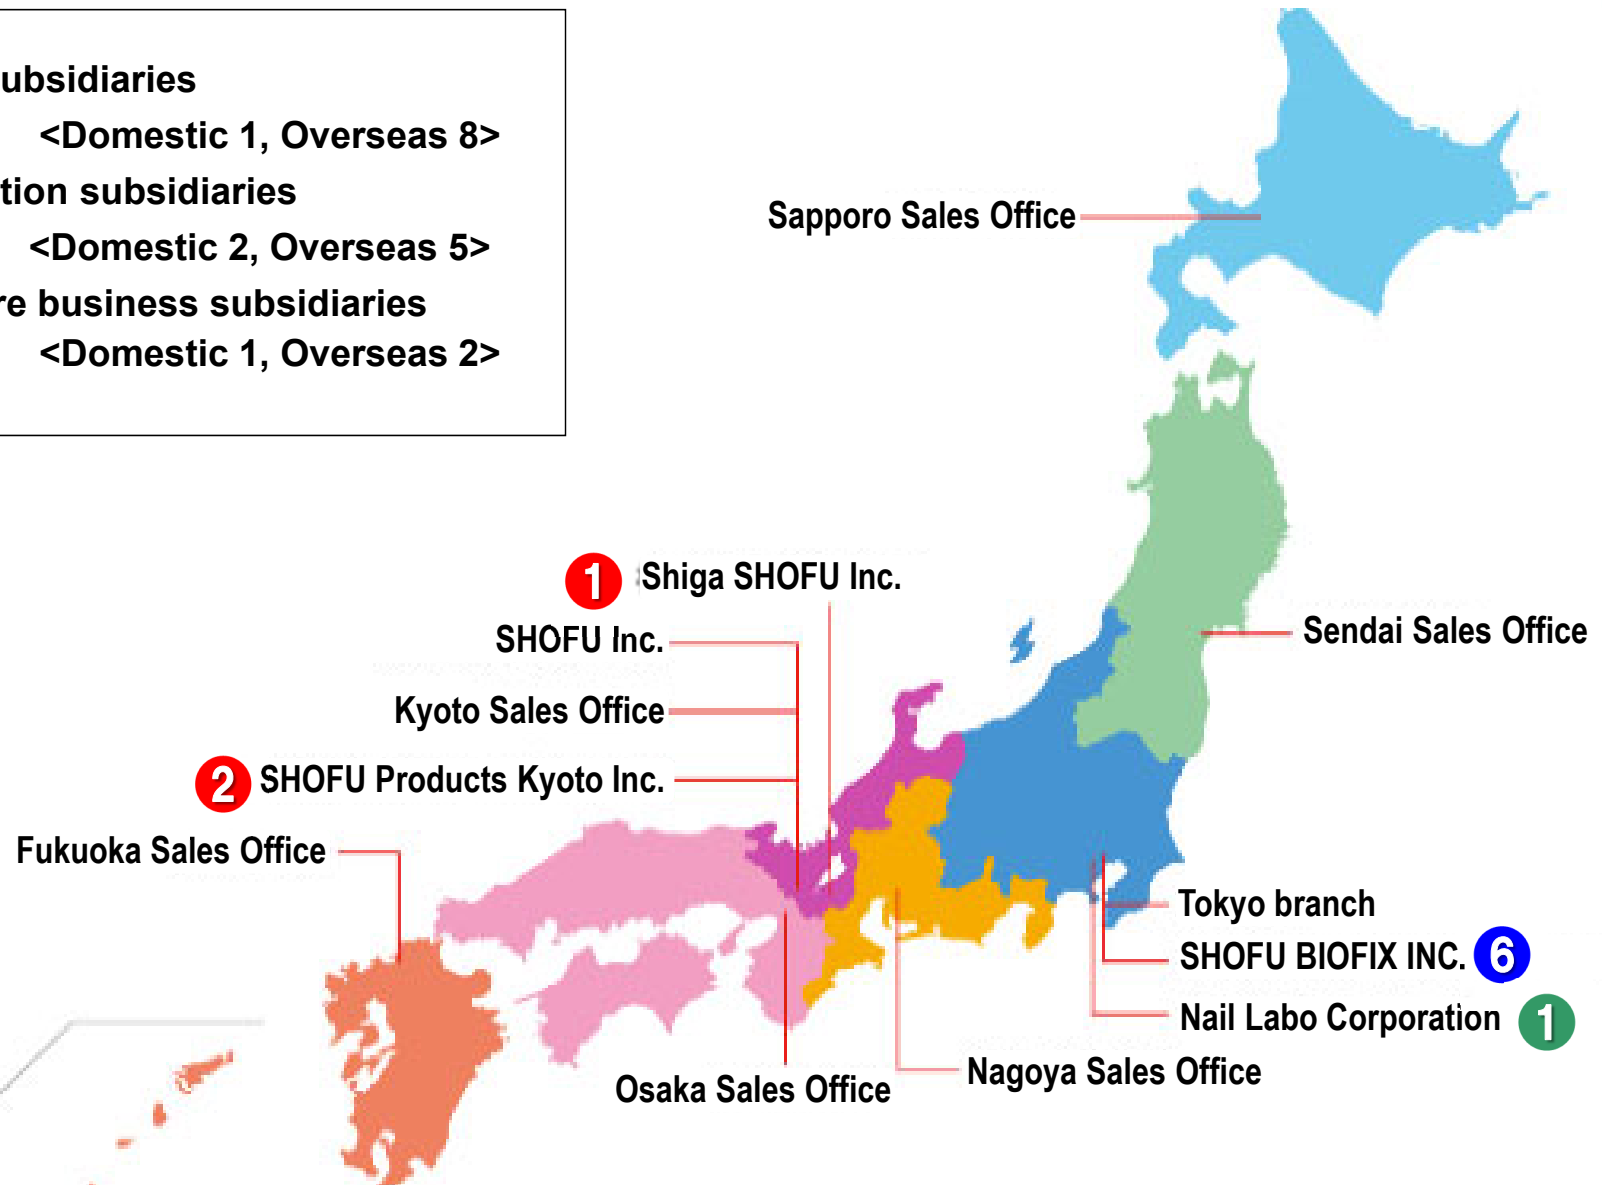 ubsidiaries
<Domestic 1, Overseas 8>
tion subsidiaries
<Domestic 2, Overseas 5>
re business subsidiaries
<Domestic 1, Overseas 2>
Sapporo Sales Office
1 Shiga SHOFU Inc.
SHOFU Inc.
Sendai Sales Office
Kyoto Sales Office
2 SHOFU Products Kyoto Inc.
Fukuoka Sales Office
Tokyo branch
SHOFU BIOFIX INC. 6
Nail Labo Corporation 1
Nagoya Sales Office
Osaka Sales Office